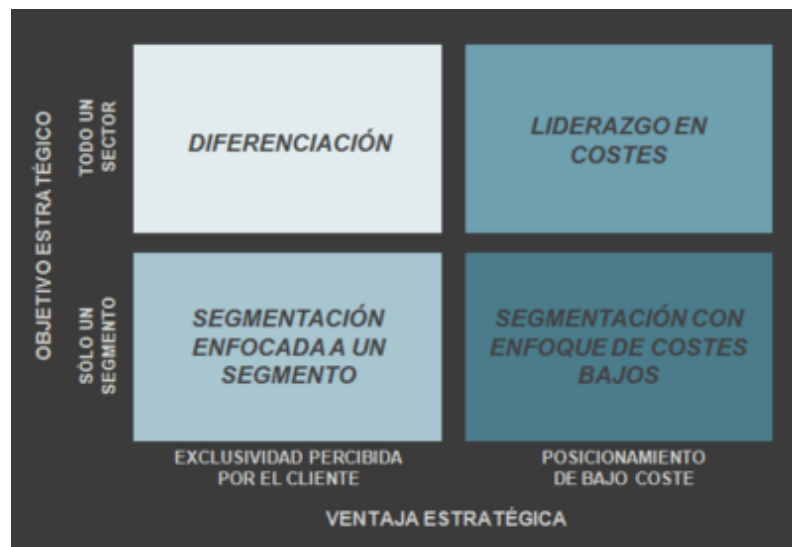 OBJETIVO ESTRATÉGICO
TODO UN
SECTOR
DIFERENCIACIÓN
LIDERAZGO EN
COSTES
SÓLO UN
SEGMENTO
SEGMENTACIÓN
ENFOCADA A UN
SEGMENTO
SEGMENTACIÓN CON
ENFOQUE DE COSTES
BAJOS
EXCLUSIVIDAD PERCIBIDA
POR EL CLIENTE
POSICIONAMIENTO
DE BAJO COSTE
VENTAJA ESTRATÉGICA